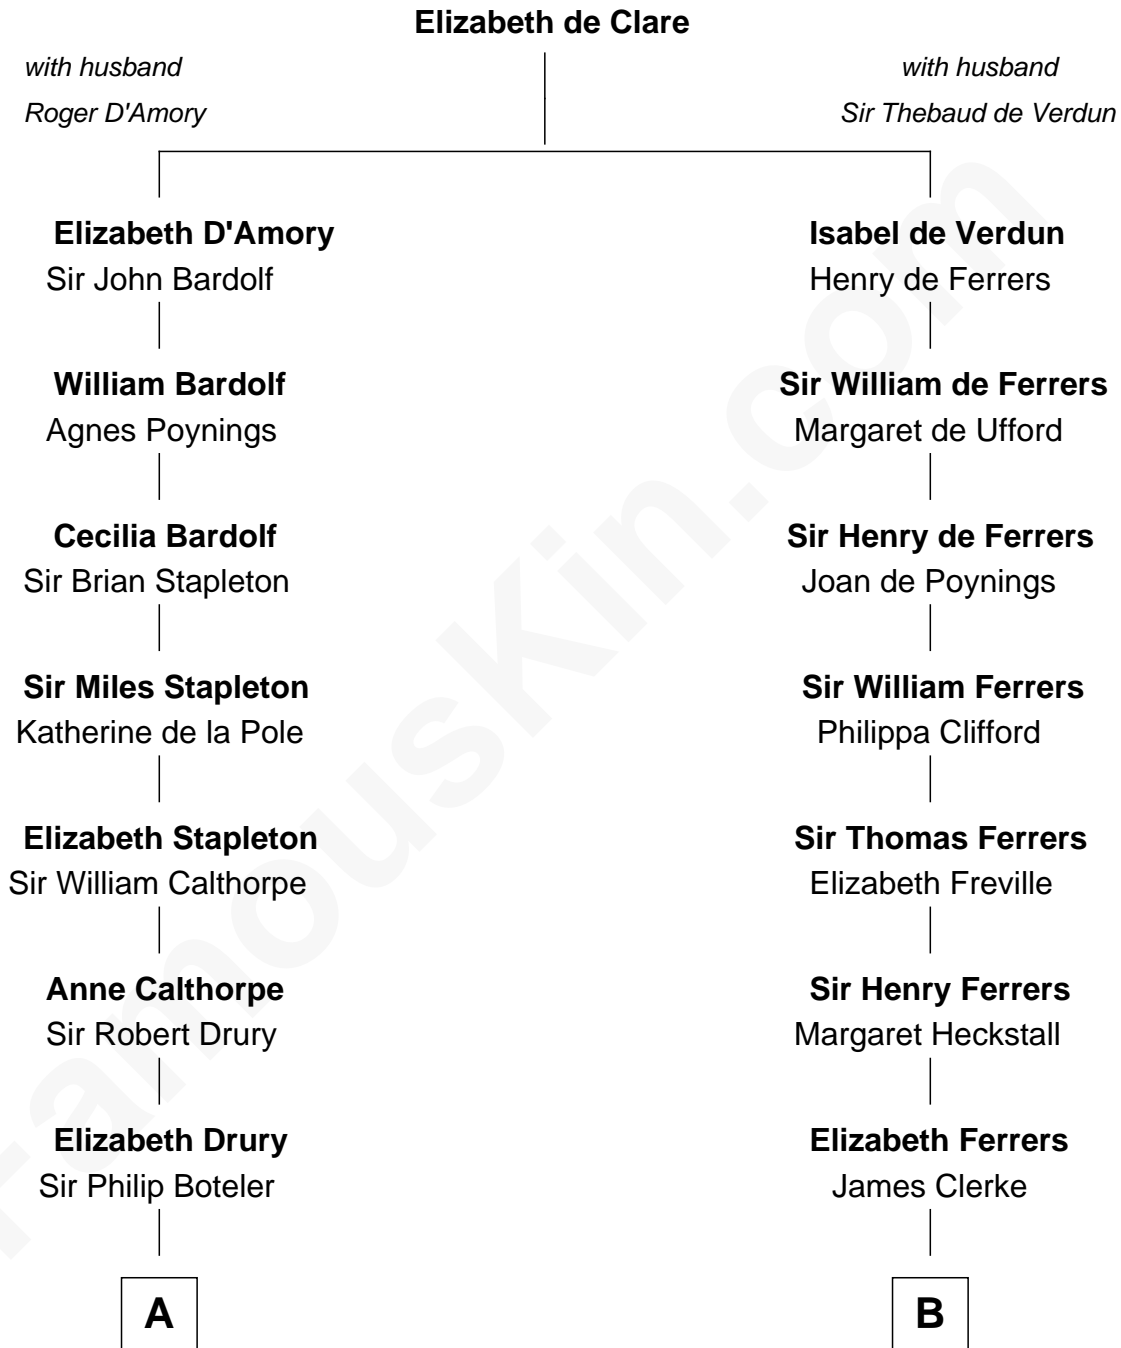 Elizabeth de Clare
with husband
Roger D'Amory
with husband
Sir Thebaud de Verdun
Elizabeth D'Amory
Sir John Bardolf
Isabel de Verdun
Henry de Ferrers
William Bardolf
Agnes Poynings
Sir William de Ferrers
Margaret de Ufford
Cecilia Bardolf
Sir Brian Stapleton
Sir Henry de Ferrers
Joan de Poynings
Sir Miles Stapleton
Katherine de la Pole
Sir William Ferrers
Philippa Clifford
Elizabeth Stapleton
Sir William Calthorpe
Sir Thomas Ferrers
Elizabeth Freville
Anne Calthorpe
Sir Robert Drury
Sir Henry Ferrers
Margaret Heckstall
Elizabeth Drury
Sir Philip Boteler
Elizabeth Ferrers
James Clerke
A
B
FamousKin.com